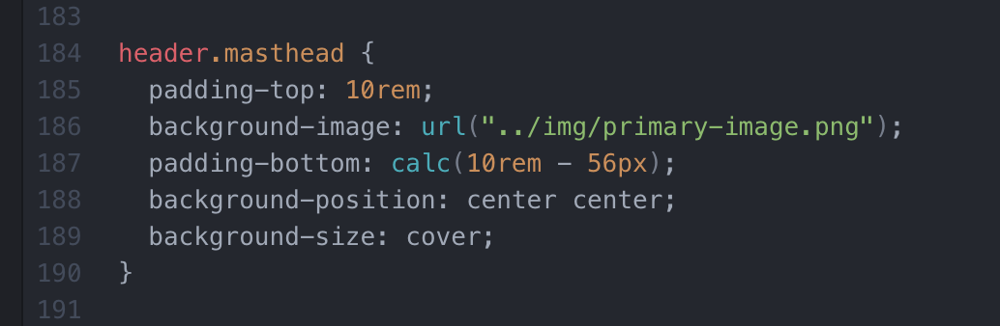 183
184 header.masthead {
185 padding-top: 10rem;
186 background-image: url("../img/primary-image.png");
187 padding-bottom: calc(10rem - 56px);
188 background-position: center center;
189 background-size: cover;
190 }
191